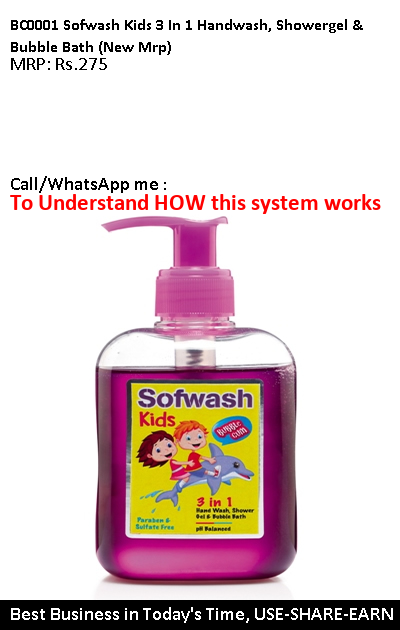 BC0001 Sofwash Kids 3 In 1 Handwash, Showergel &
Bubble Bath (New Mrp)
MRP: Rs.275
Call/WhatsApp me :
To Understand HOW this system works
Sofwash
Kids
BUBBLE
GUM
3 in 1
Hand Wash, Shower
Gel & Bubble Bath
Paraben &
Sulfate Free
pH Balanced
Best Business in Today's Time, USE-SHARE-EARN